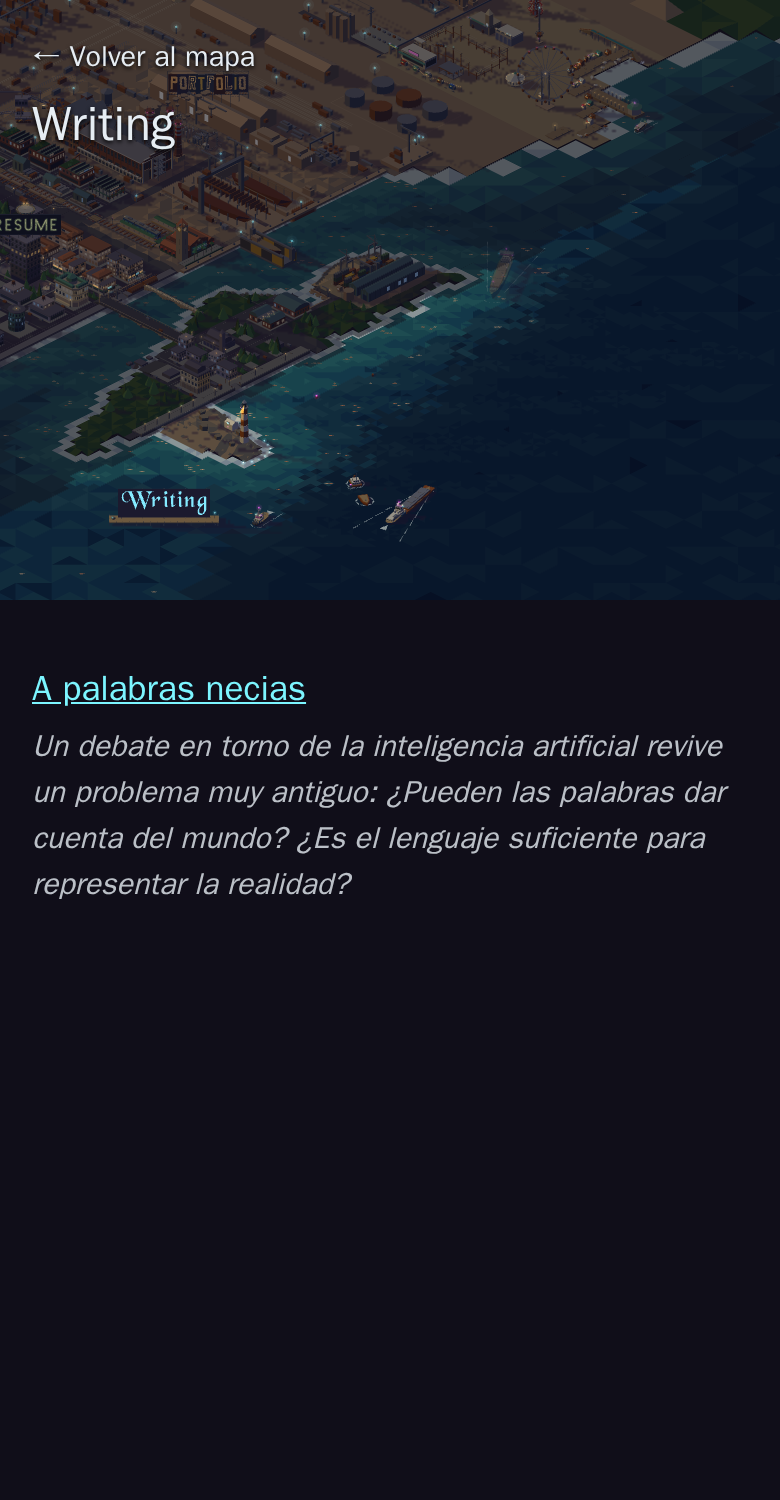 ← Volver al mapa
PORTFOLIO
Writing
RESUME
Writing
A palabras necias
Un debate en torno de la inteligencia artificial revive
un problema muy antiguo: ¿Pueden las palabras dar
cuenta del mundo? ¿Es el lenguaje suficiente para
representar la realidad?